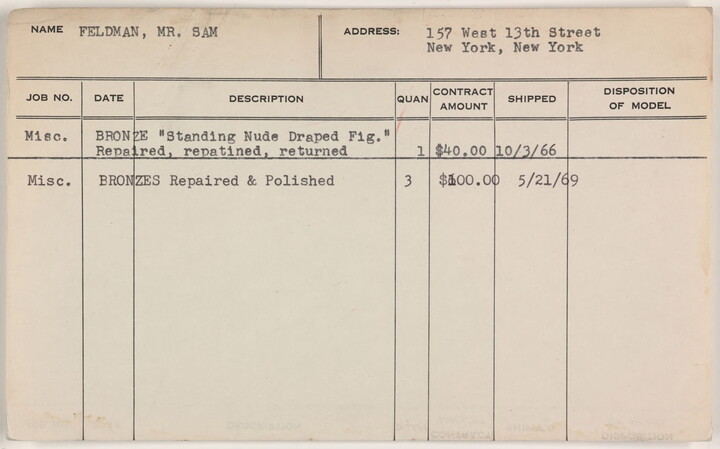 NAME FELDMAN, MR. SAM ADDRESS: 157 West 13th Street
New York, New York
JOB NO. DATE DESCRIPTION QUAN CONTRACT AMOUNT SHIPPED DISPOSITION OF MODEL
Misc. BRONZE "Standing Nude Draped Fig."
Repaired, repatined, returned 1 $40.00 10/3/66
Misc. BRONZES Repaired & Polished 3 $100.00 5/21/69